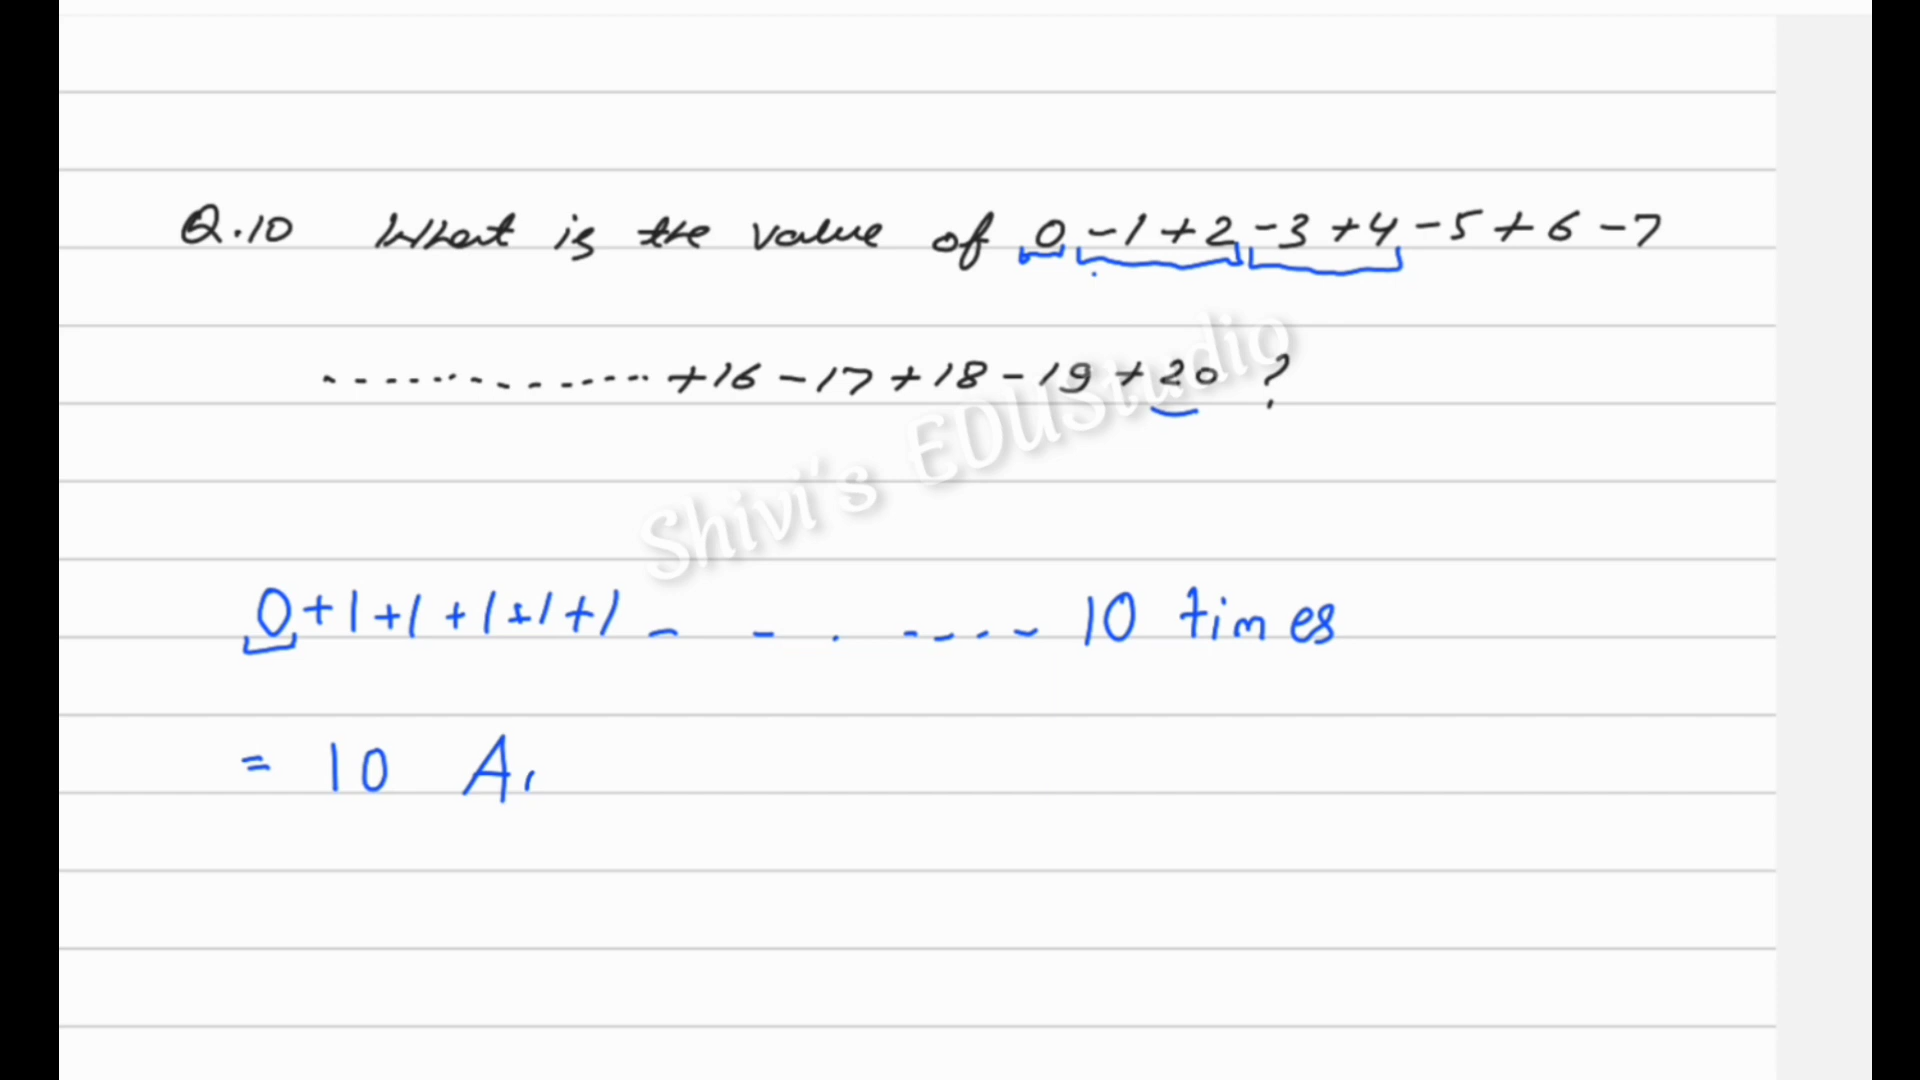 Q.10 What is the value of 0 -1 +2 -3 +4 -5 +6 -7
.................. +16 -17 +18 -19 +20 ?
Shivi's EDUStudio
0+1+1+1+1+1 - - . - - - - 10 times
= 10 A